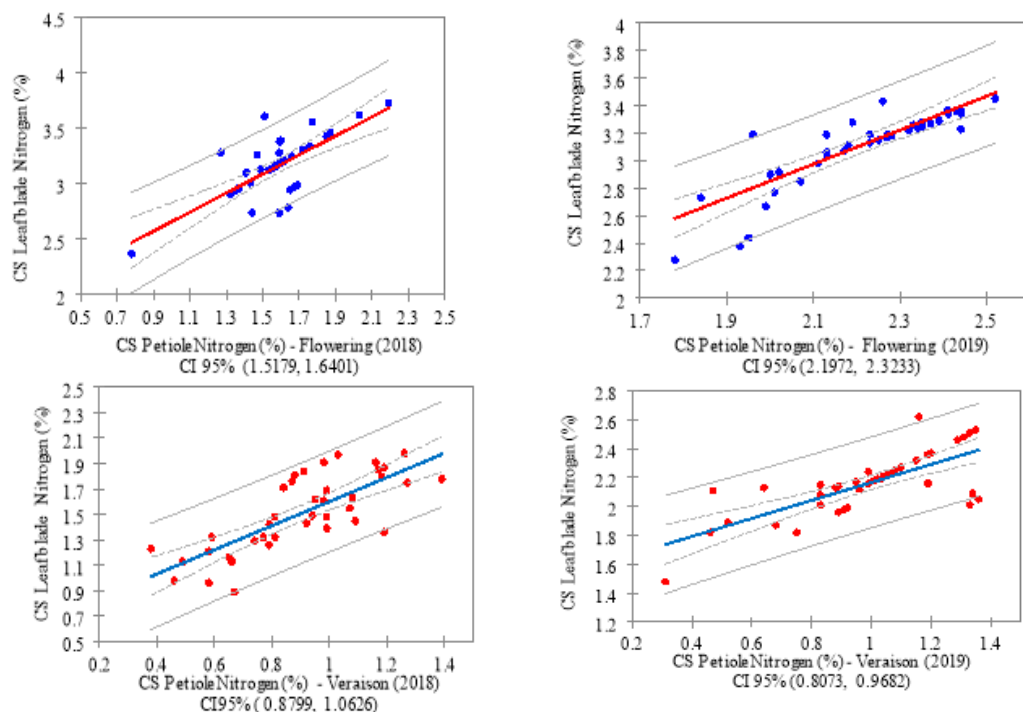 4.5
4
3.5
3
2.5
2
CS Leafblade Nitrogen (%)
0.5 0.7 0.9 1.1 1.3 1.5 1.7 1.9 2.1 2.3 2.5
CS Petiole Nitrogen (%) - Flowering (2018)
CI 95% (1.5179, 1.6401)
4
3.8
3.6
3.4
3.2
3
2.8
2.6
2.4
2.2
2
CS Leafblade Nitrogen (%)
1.7 1.9 2.1 2.3 2.5
CS Petiole Nitrogen (%) - Flowering (2019)
CI 95% (2.1972, 2.3233)
2.5
2.3
2.1
1.9
1.7
1.5
1.3
1.1
0.9
0.7
0.5
CS Leafblade Nitrogen (%)
0.2 0.4 0.6 0.8 1 1.2 1.4
CS Petiole Nitrogen (%) - Veraison (2018)
CI 95% (0.8799, 1.0626)
2.8
2.6
2.4
2.2
2
1.8
1.6
1.4
1.2
CS Leafblade Nitrogen (%)
0.2 0.4 0.6 0.8 1 1.2 1.4
CS Petiole Nitrogen (%) - Veraison (2019)
CI 95% (0.8073, 0.9682)